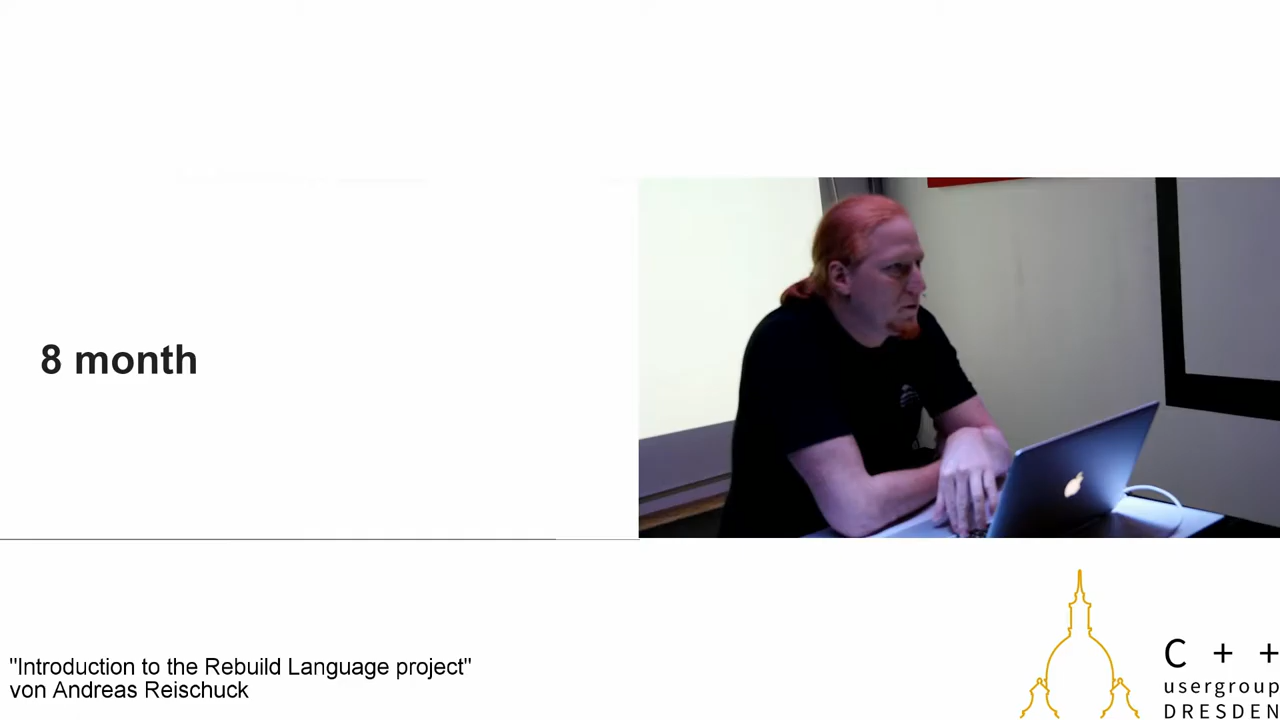 8 month
"Introduction to the Rebuild Language project"
von Andreas Reischuck
C + +
usergroup
DRESDEN